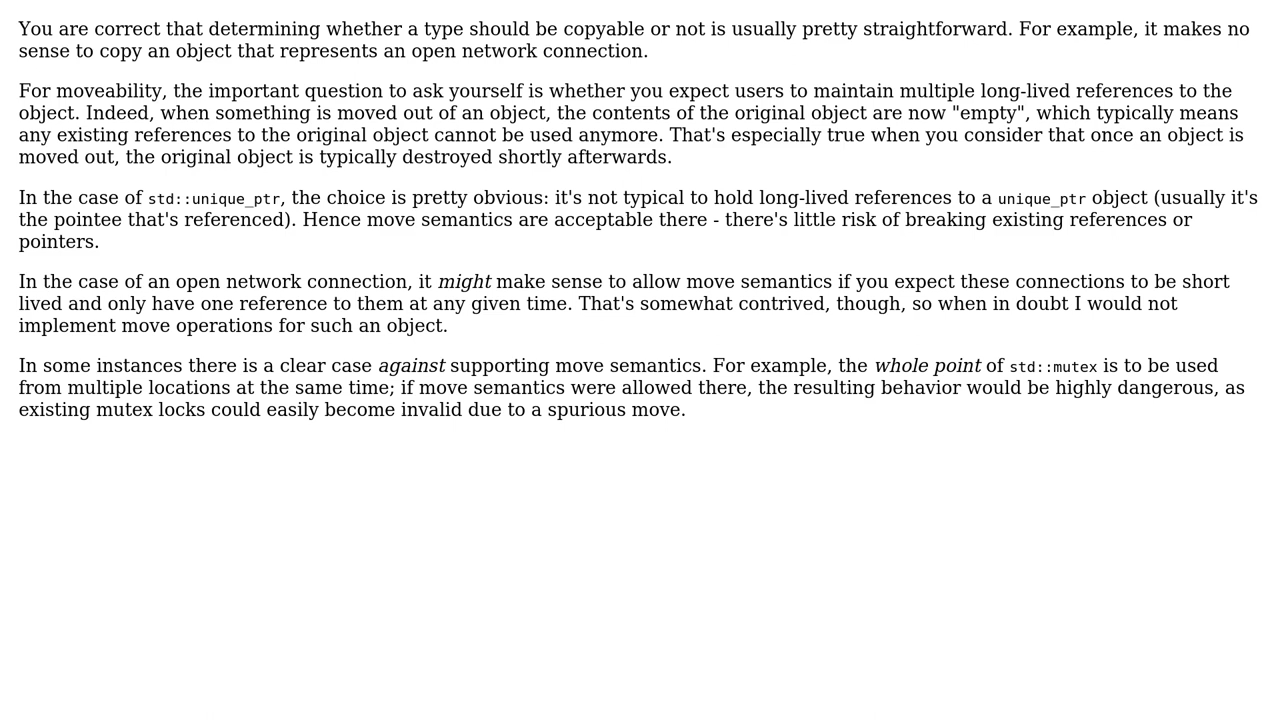 You are correct that determining whether a type should be copyable or not is usually pretty straightforward. For example, it makes no
sense to copy an object that represents an open network connection.
For moveability, the important question to ask yourself is whether you expect users to maintain multiple long-lived references to the
object. Indeed, when something is moved out of an object, the contents of the original object are now "empty", which typically means
any existing references to the original object cannot be used anymore. That's especially true when you consider that once an object is
moved out, the original object is typically destroyed shortly afterwards.
In the case of std::unique_ptr, the choice is pretty obvious: it's not typical to hold long-lived references to a unique_ptr object (usually it's
the pointee that's referenced). Hence move semantics are acceptable there - there's little risk of breaking existing references or
pointers.
In the case of an open network connection, it might make sense to allow move semantics if you expect these connections to be short
lived and only have one reference to them at any given time. That's somewhat contrived, though, so when in doubt I would not
implement move operations for such an object.
In some instances there is a clear case against supporting move semantics. For example, the whole point of std::mutex is to be used
from multiple locations at the same time; if move semantics were allowed there, the resulting behavior would be highly dangerous, as
existing mutex locks could easily become invalid due to a spurious move.